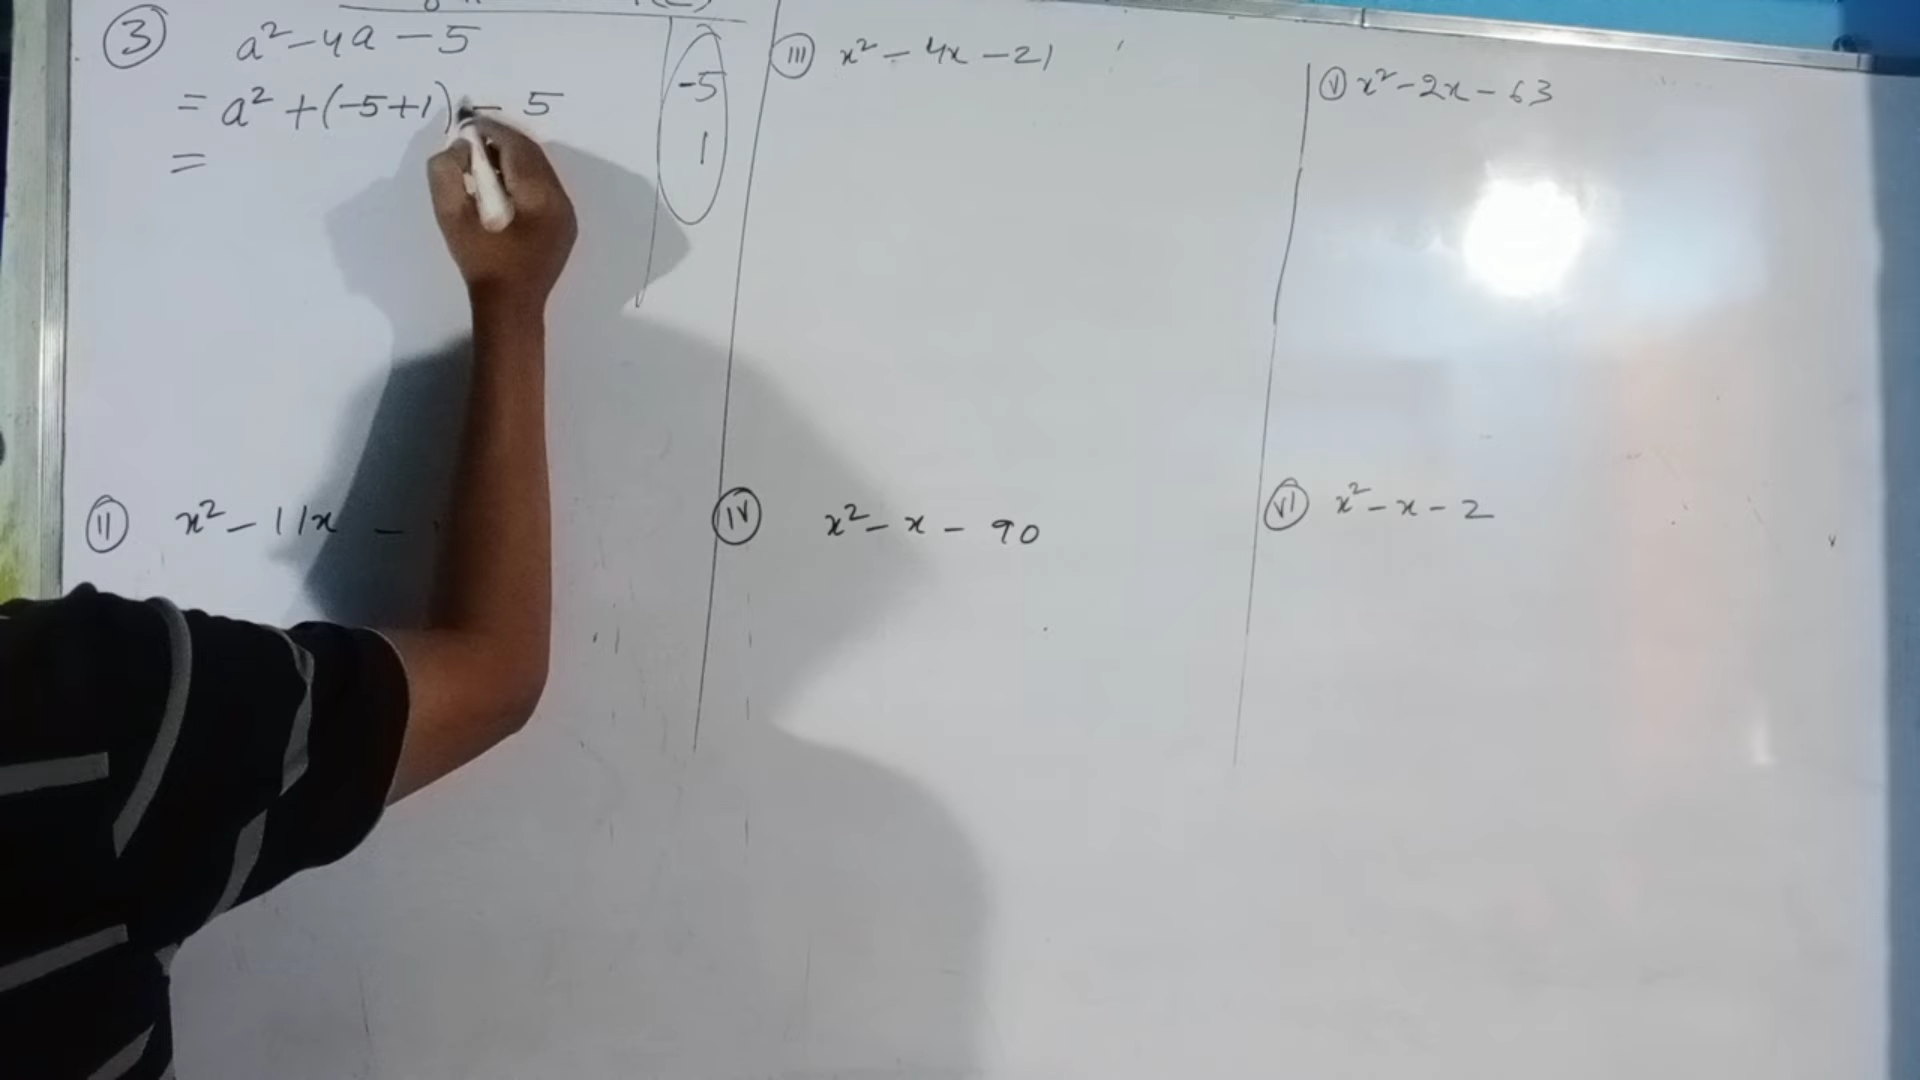 ③ a² - 4a - 5
= a² + (-5+1) - 5
=
-5
1
ⅱ x² - 11x -
ⅲ x² - 4x - 21
ⅳ x² - x - 90
ⅴ x² - 2x - 63
ⅵ x² - x - 2